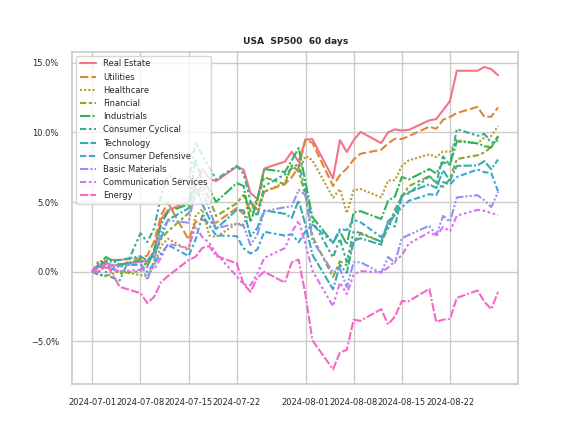 USA  SP500  60 days
15.0%
10.0%
5.0%
0.0%
−5.0%
Real Estate
Utilities
Healthcare
Financial
Industrials
Consumer Cyclical
Technology
Consumer Defensive
Basic Materials
Communication Services
Energy
2024-07-01 2024-07-08 2024-07-15 2024-07-22 2024-08-01 2024-08-08 2024-08-15 2024-08-22